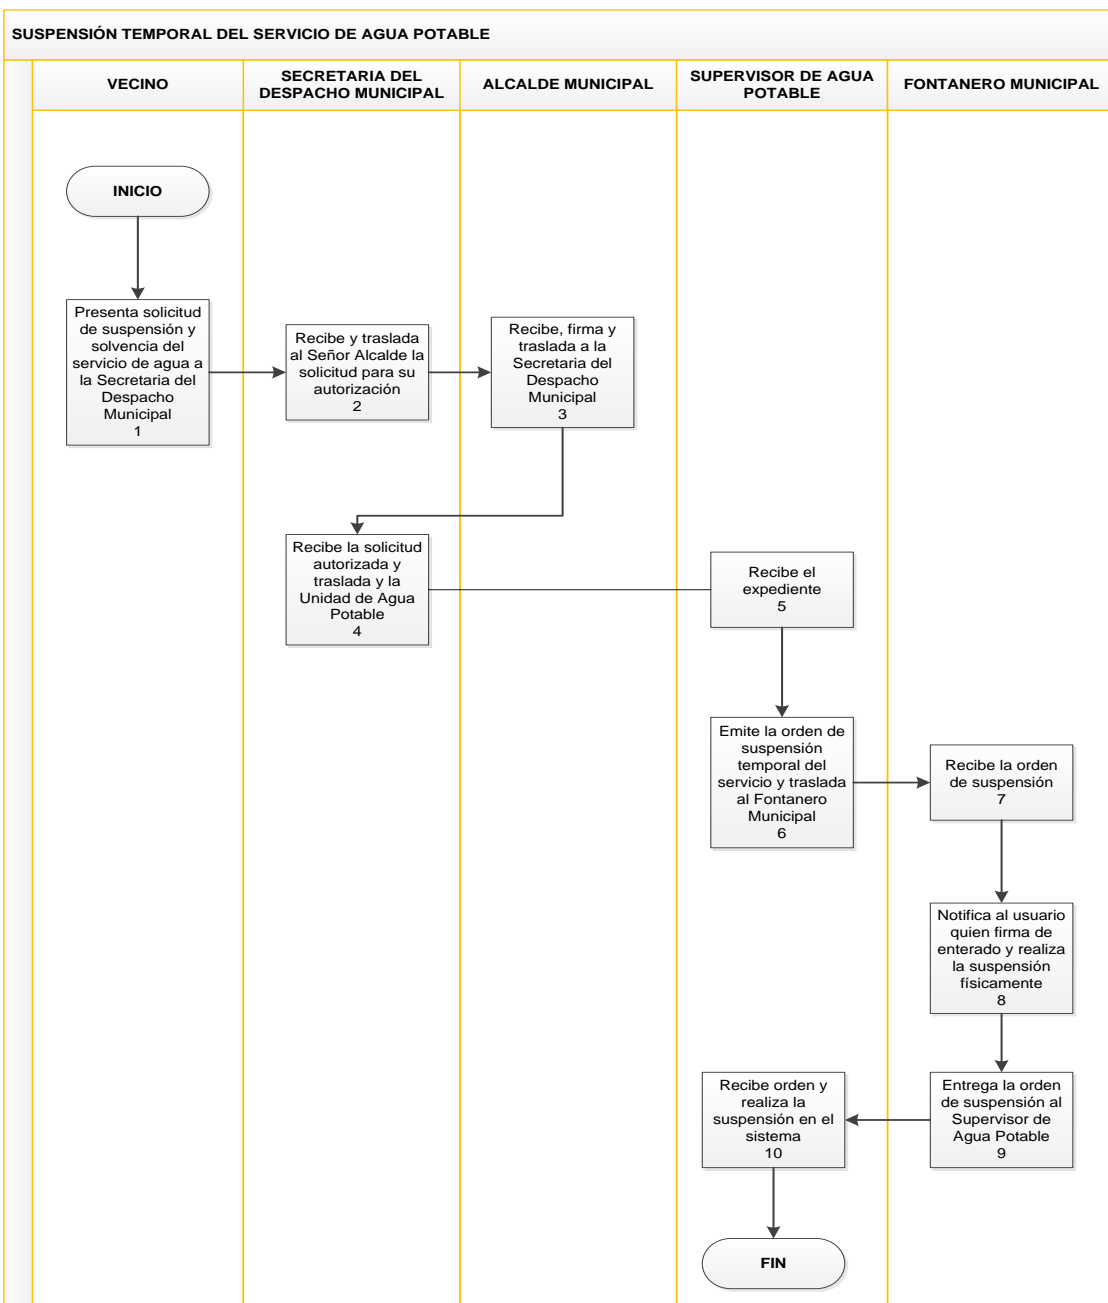 SUSPENSIÓN TEMPORAL DEL SERVICIO DE AGUA POTABLE
VECINO
SECRETARIA DEL
DESPACHO MUNICIPAL
ALCALDE MUNICIPAL
SUPERVISOR DE AGUA
POTABLE
FONTANERO MUNICIPAL
INICIO
Presenta solicitud
de suspensión y
solvencia del
servicio de agua a
la Secretaria del
Despacho
Municipal
1
Recibe y traslada
al Señor Alcalde la
solicitud para su
autorización
2
Recibe, firma y
traslada a la
Secretaria del
Despacho
Municipal
3
Recibe la solicitud
autorizada y
traslada y la
Unidad de Agua
Potable
4
Recibe el
expediente
5
Emite la orden de
suspensión
temporal del
servicio y traslada
al Fontanero
Municipal
6
Recibe la orden
de suspensión
7
Notifica al usuario
quien firma de
enterado y realiza
la suspensión
físicamente
8
Entrega la orden
de suspensión al
Supervisor de
Agua Potable
9
Recibe orden y
realiza la
suspensión en el
sistema
10
FIN